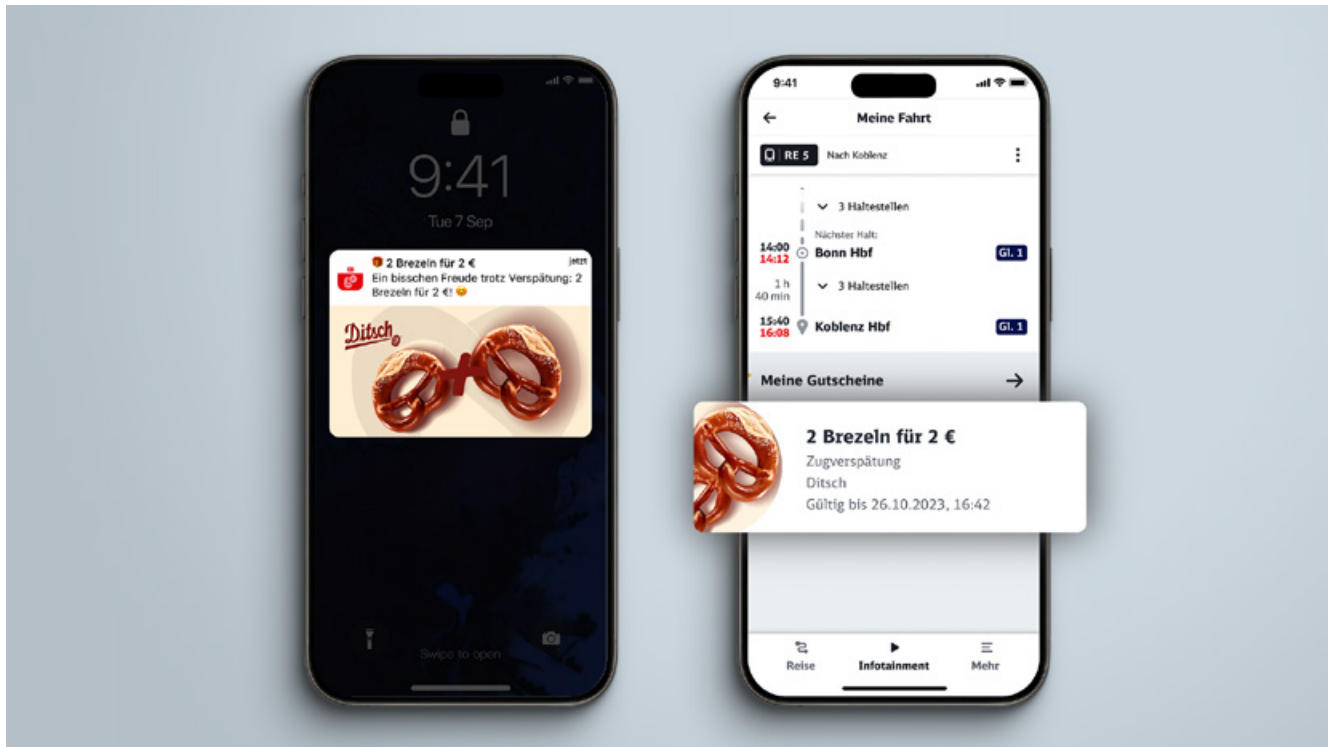 9:41
Tue 7 Sep
2 Brezeln für 2 €
jetzt
Ein bisschen Freude trotz Verspätung: 2
Brezeln für 2 €!
Ditsch
Swipe to open
9:41
Meine Fahrt
RE 5 Nach Koblenz
3 Haltestellen
Nächster Halt:
14:00
14:12 Bonn Hbf Gl. 1
1 h
40 min
3 Haltestellen
15:40
16:08 Koblenz Hbf Gl. 1
Meine Gutscheine
2 Brezeln für 2 €
Zugverspätung
Ditsch
Gültig bis 26.10.2023, 16:42
Reise Infotainment Mehr